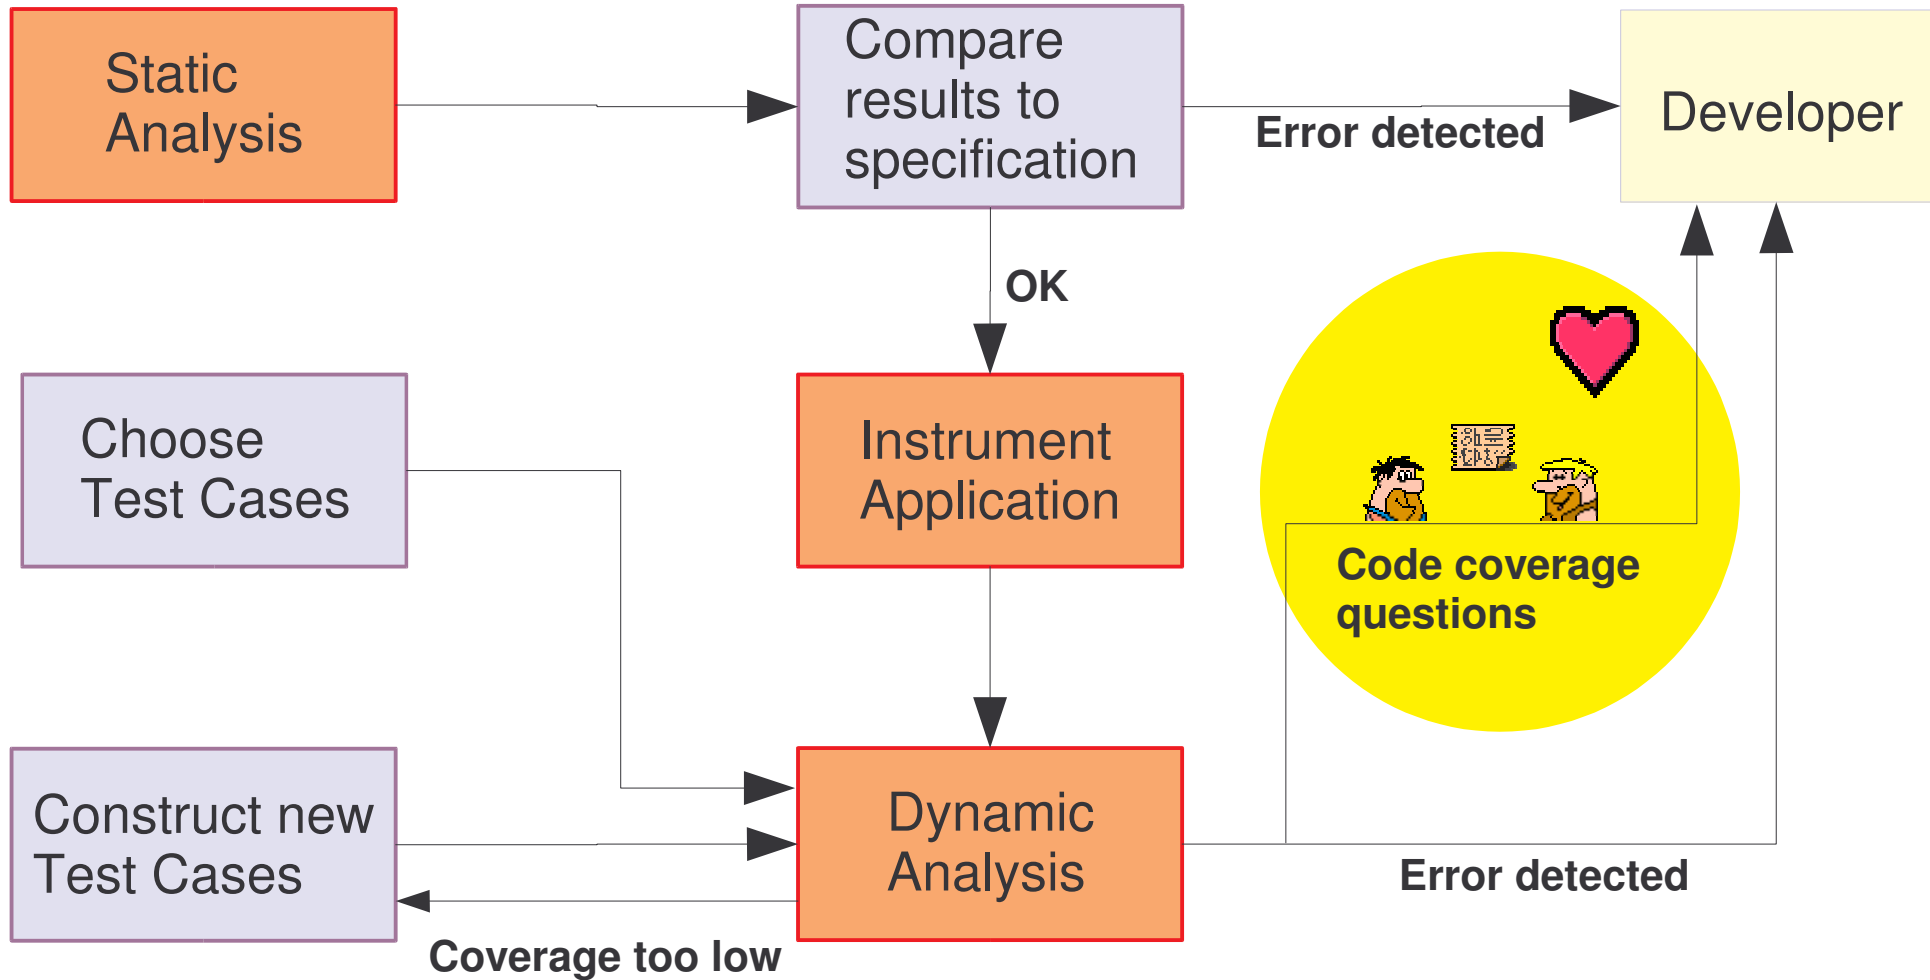 Static
Analysis
Compare
results to
specification
Error detected
Developer
OK
Choose
Test Cases
Instrument
Application
Code coverage
questions
Construct new
Test Cases
Dynamic
Analysis
Error detected
Coverage too low